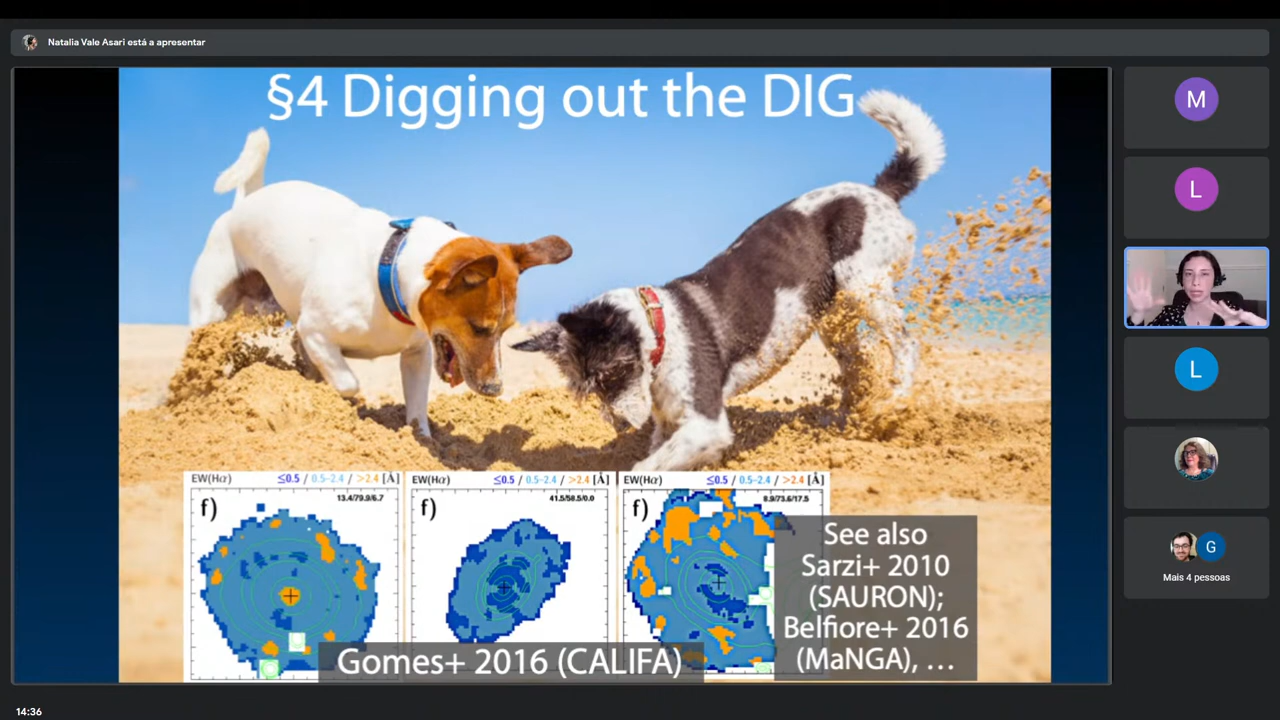 Natalia Vale Asari está a apresentar
§4 Digging out the DIG
EW(Hα) ≤0.5 / 0.5–2.4 / >2.4 [Å]
13.4/79.9/6.7
f)
EW(Hα) ≤0.5 / 0.5–2.4 / >2.4 [Å]
41.5/58.5/0.0
f)
EW(Hα) ≤0.5 / 0.5–2.4 / >2.4 [Å]
8.9/73.6/17.5
f)
See also
Sarzi+ 2010
(SAURON);
Belfiore+ 2016
(MaNGA), …
Gomes+ 2016 (CALIFA)
M
L
L
G
Mais 4 pessoas
14:36